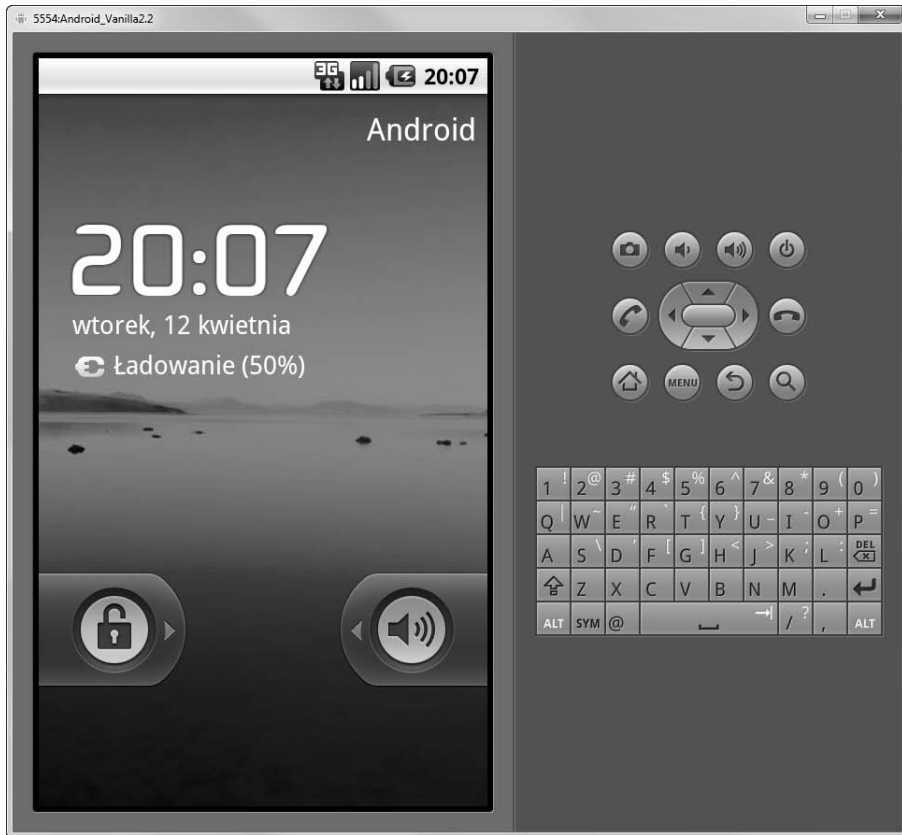 5554:Android_Vanilla2.2
3G 20:07
Android
20:07
wtorek, 12 kwietnia
Ładowanie (50%)
MENU
1 ! 2 @ 3 # 4 $ 5 % 6 ^ 7 & 8 * 9 ( 0 )
Q | W ~ E " R ` T { Y } U _ I - O + P =
A S \ D ' F [ G ] H < J > K ; L : DEL
Z X C V B N M .
ALT SYM @ / ? , ALT